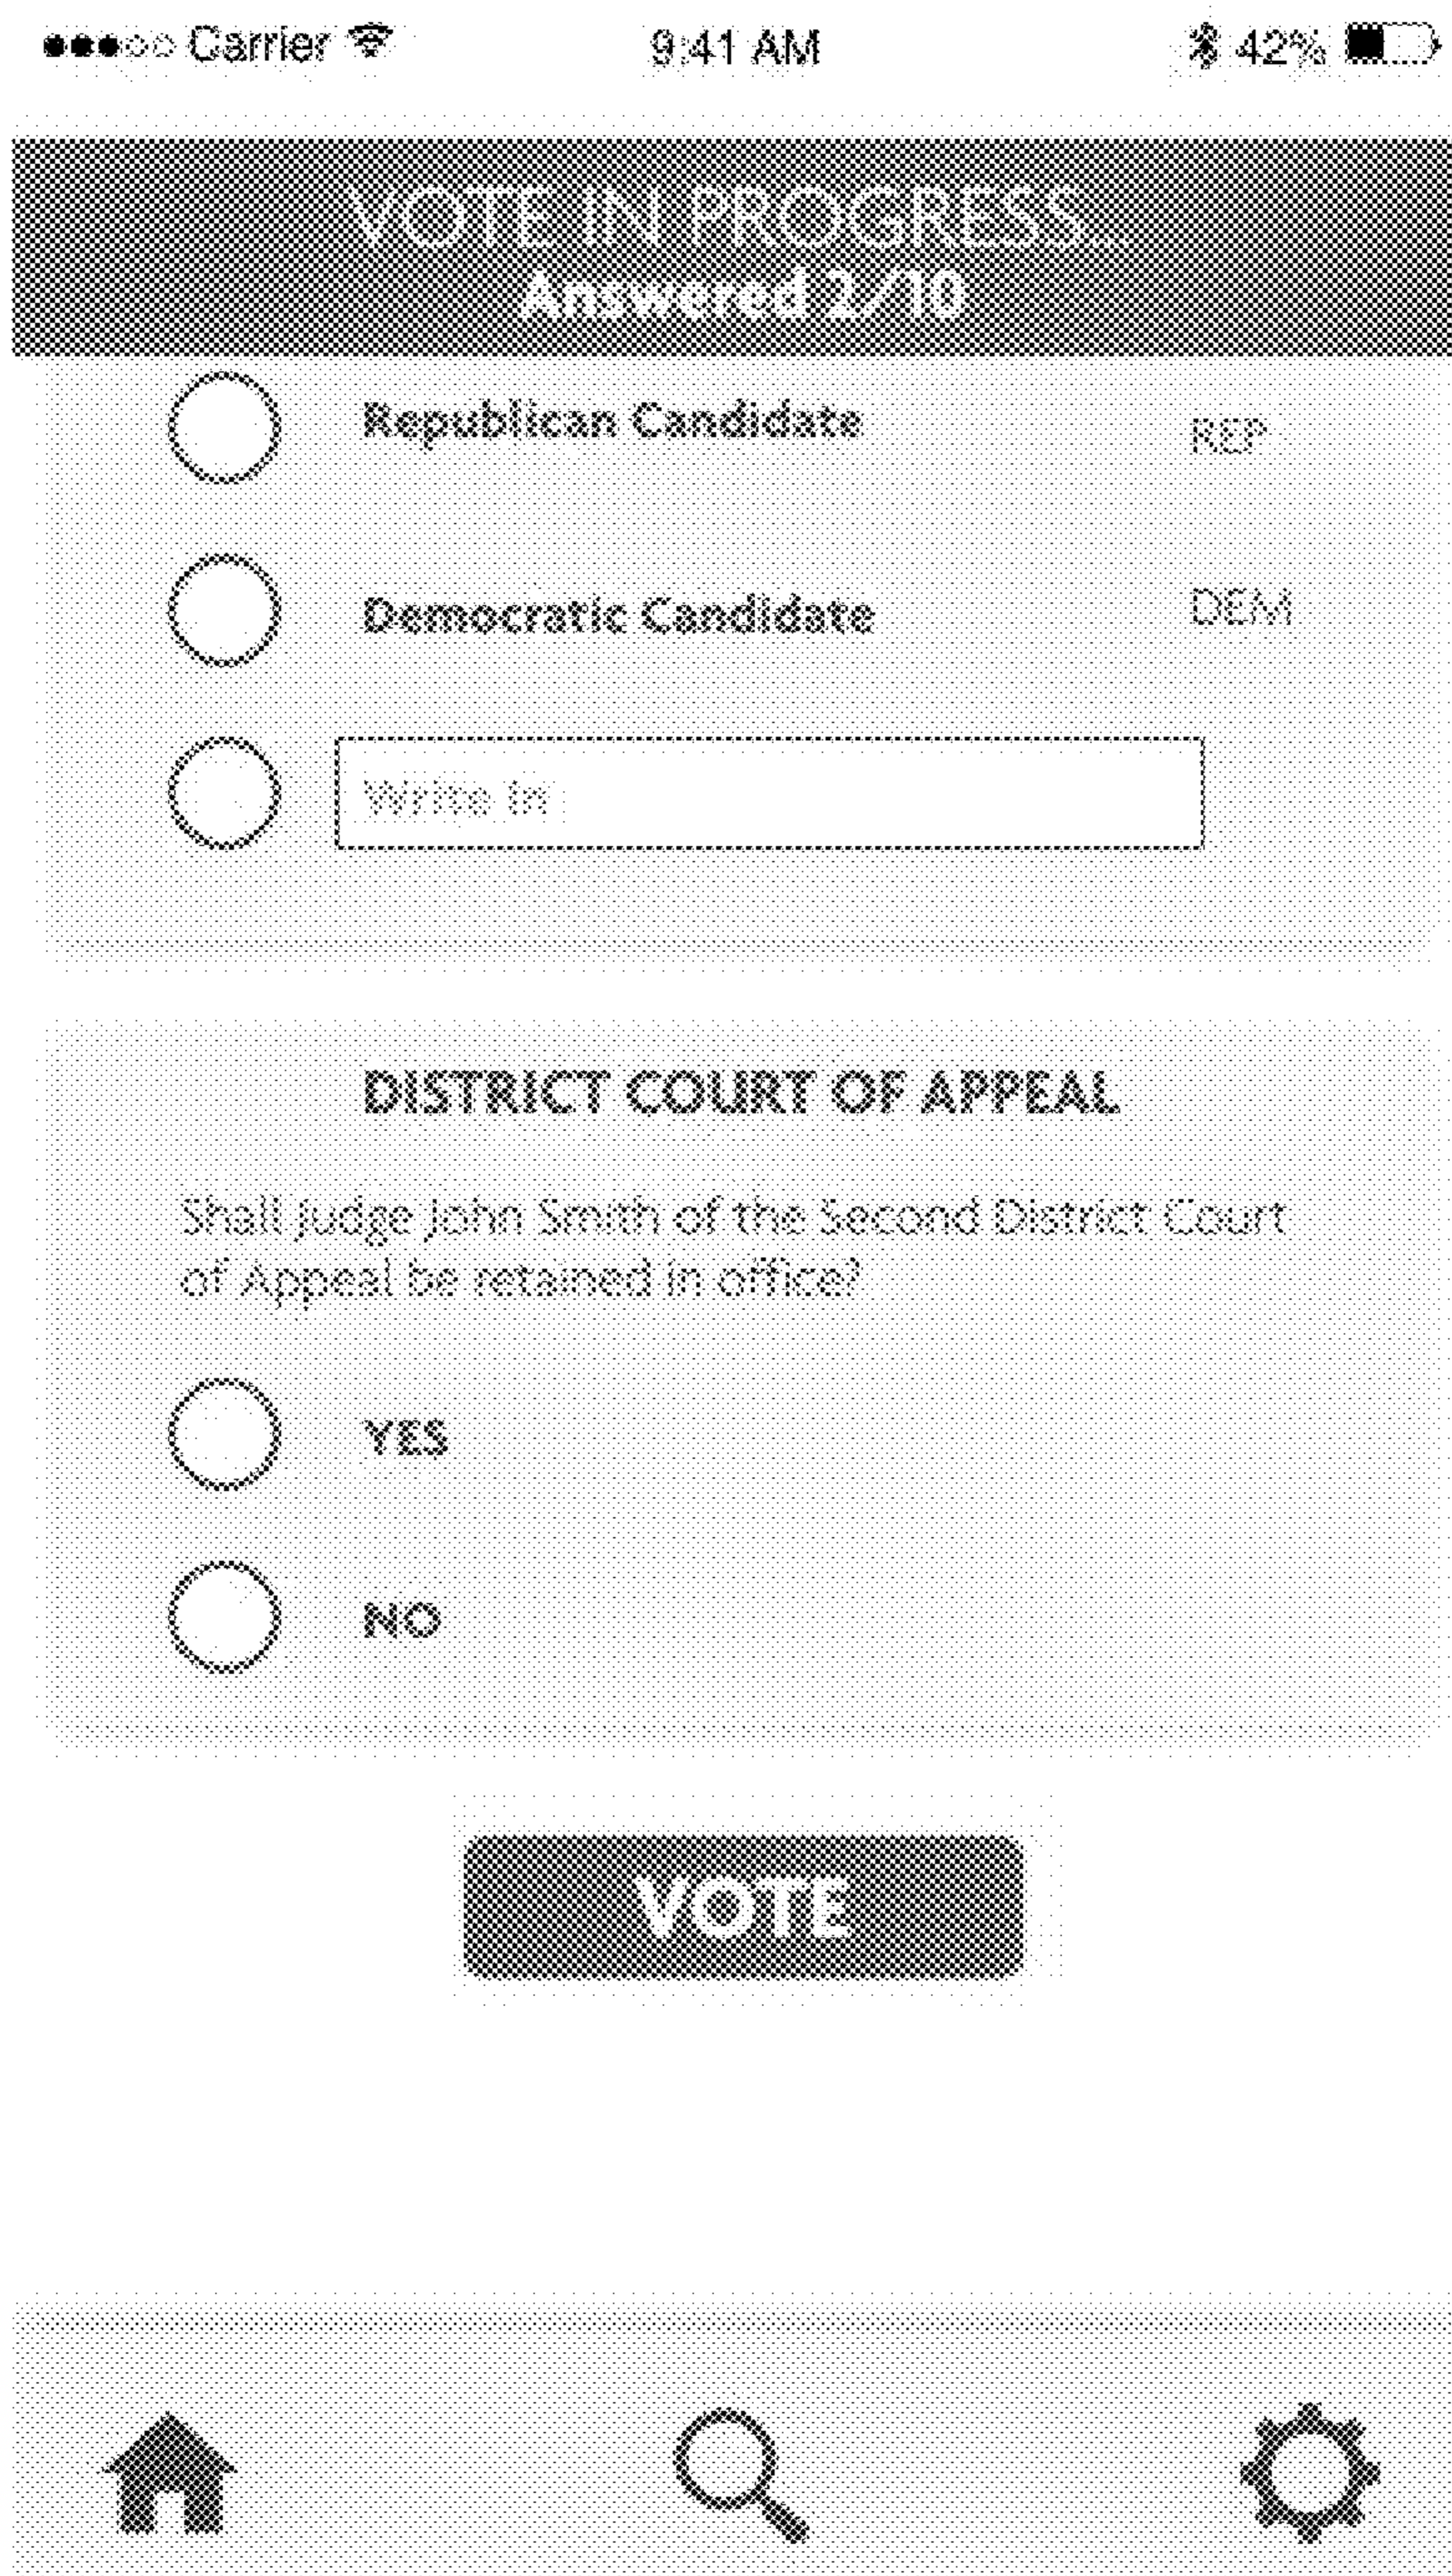 Carrier 9:41 AM 42%
VOTE IN PROGRESS...
Answered 2/10
Republican Candidate REP
Democratic Candidate DEM
Write In
DISTRICT COURT OF APPEAL
Shall Judge John Smith of the Second District Court
of Appeal be retained in office?
YES
NO
VOTE